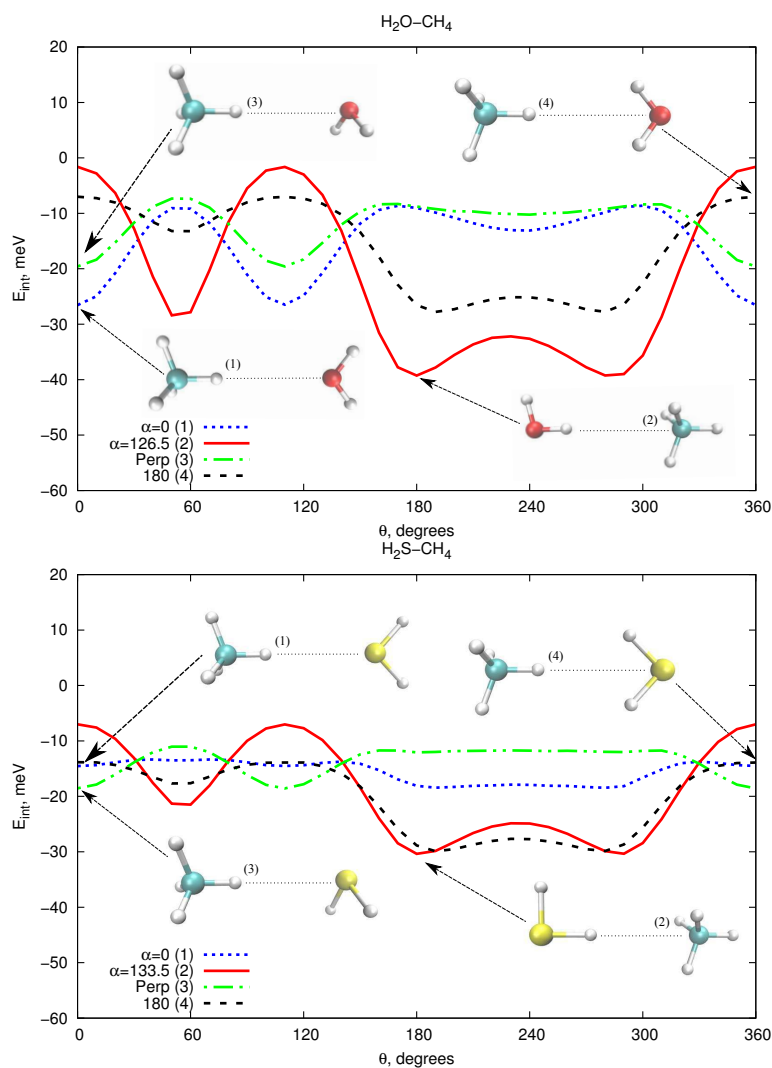 H₂O−CH₄
20
10
0
−10
−20
−30
−40
−50
−60
E_int, meV
(3)
(4)
(1)
(2)
α=0 (1)
α=126.5 (2)
Perp (3)
180 (4)
0 60 120 180 240 300 360
θ, degrees
H₂S−CH₄
20
10
0
−10
−20
−30
−40
−50
−60
E_int, meV
(1)
(4)
(3)
(2)
α=0 (1)
α=133.5 (2)
Perp (3)
180 (4)
0 60 120 180 240 300 360
θ, degrees